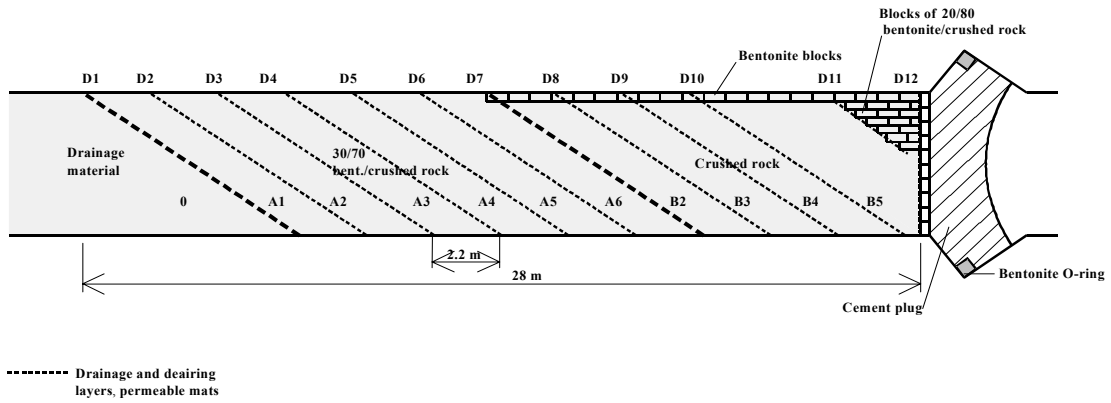 Blocks of 20/80
bentonite/crushed rock
Bentonite blocks
D1 D2 D3 D4 D5 D6 D7 D8 D9 D10 D11 D12
Drainage
material
30/70
bent./crushed rock
Crushed rock
0 A1 A2 A3 A4 A5 A6 B2 B3 B4 B5
2.2 m
28 m
Bentonite O-ring
Cement plug
Drainage and deairing
layers, permeable mats